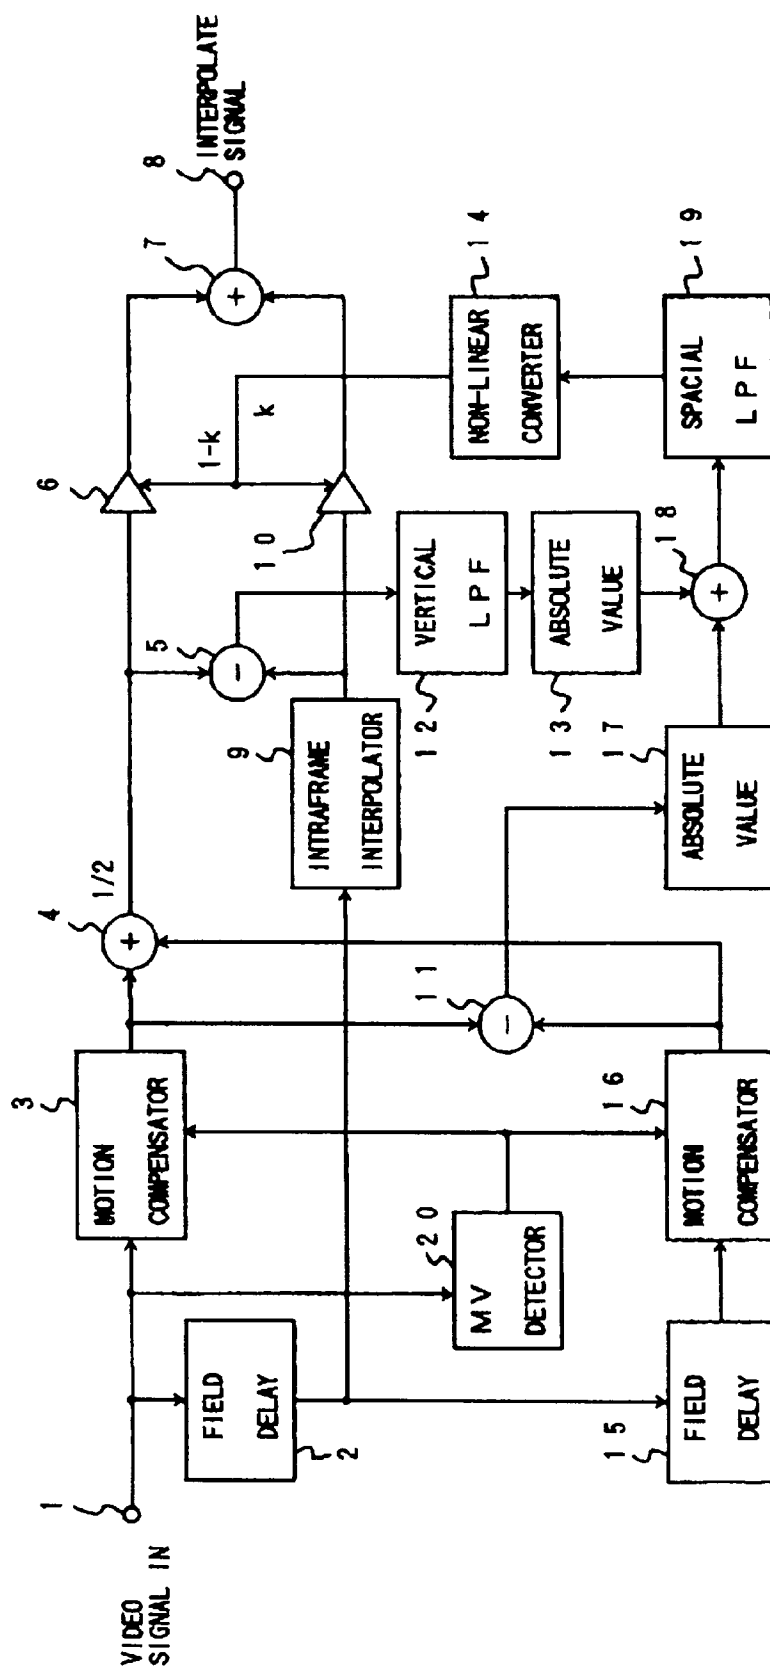 VIDEO
SIGNAL IN
1
FIELD
DELAY
2
MOTION
COMPENSATOR
3
4
1/2
5
6
1-k
k
7
8
INTERPOLATE
SIGNAL
INTRAFRAME
INTERPOLATOR
9
10
MV
DETECTOR
20
11
VERTICAL
LPF
12
ABSOLUTE
VALUE
13
NON-LINEAR
CONVERTER
14
FIELD
DELAY
15
MOTION
COMPENSATOR
16
ABSOLUTE
VALUE
17
18
SPACIAL
LPF
19
+
−
+
−
+